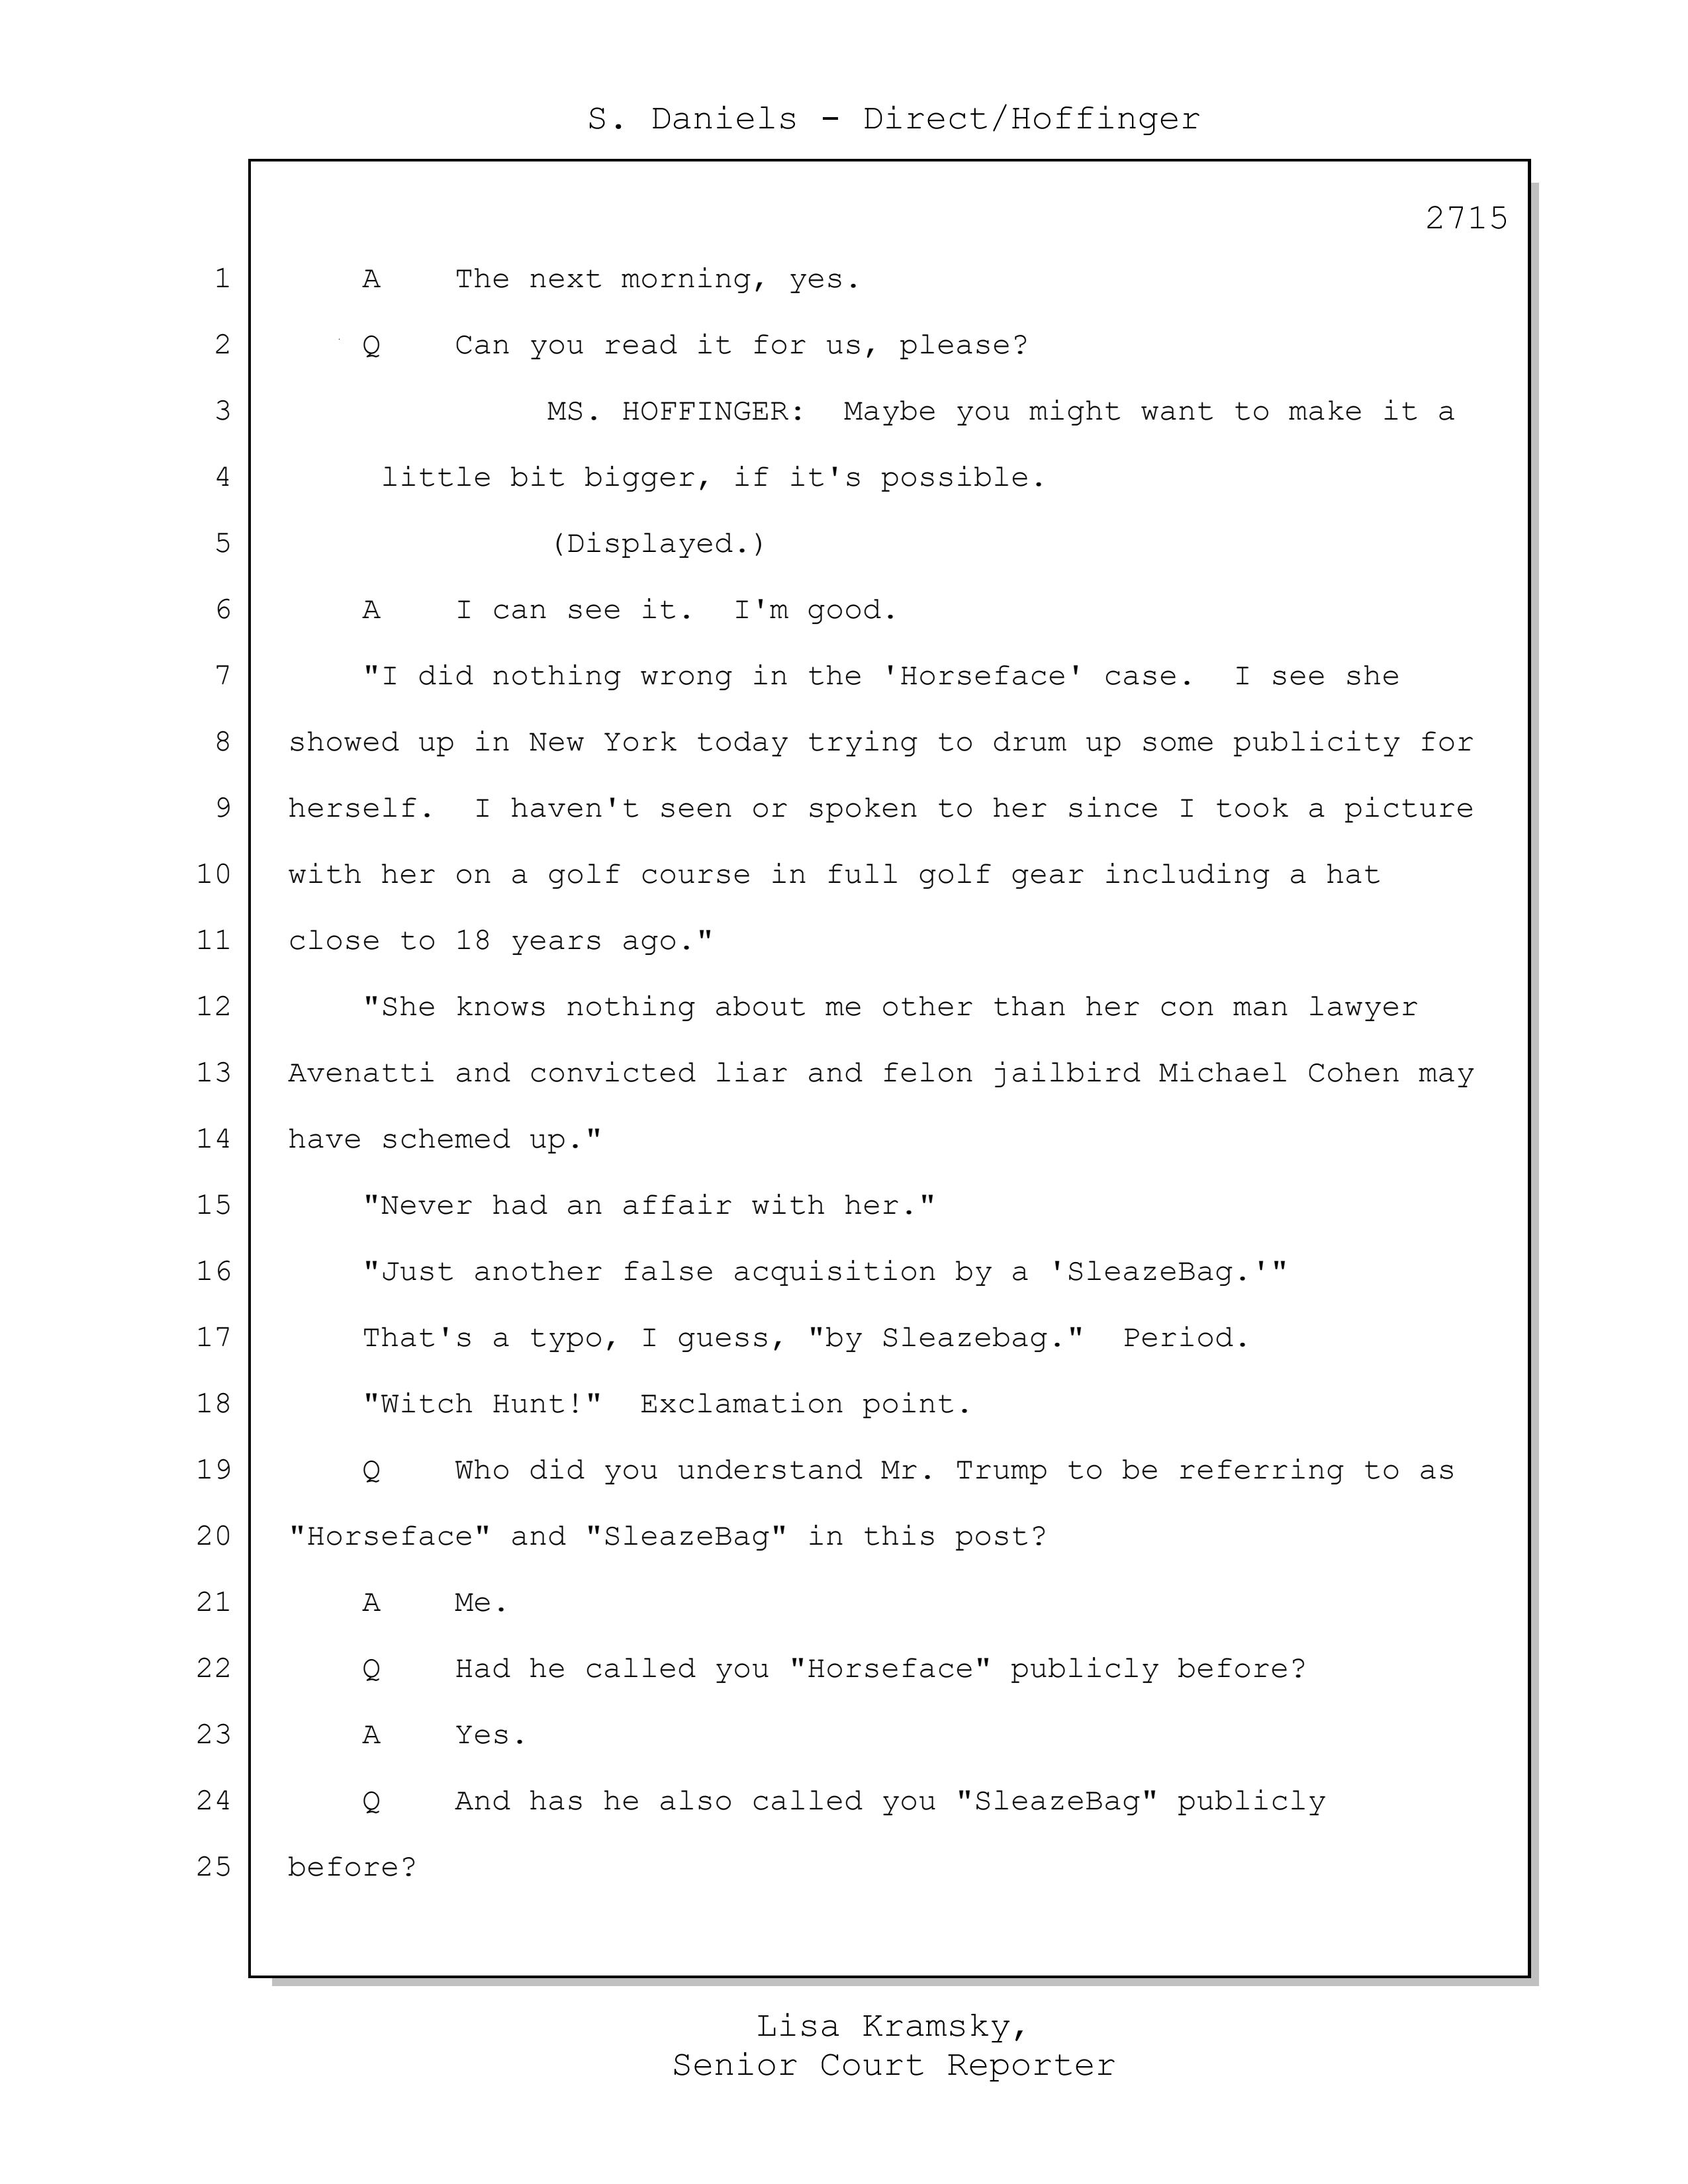 S. Daniels - Direct/Hoffinger
2715
1 A The next morning, yes.
2 Q Can you read it for us, please?
3 MS. HOFFINGER: Maybe you might want to make it a
4 little bit bigger, if it's possible.
5 (Displayed.)
6 A I can see it. I'm good.
7 "I did nothing wrong in the 'Horseface' case. I see she
8 showed up in New York today trying to drum up some publicity for
9 herself. I haven't seen or spoken to her since I took a picture
10 with her on a golf course in full golf gear including a hat
11 close to 18 years ago."
12 "She knows nothing about me other than her con man lawyer
13 Avenatti and convicted liar and felon jailbird Michael Cohen may
14 have schemed up."
15 "Never had an affair with her."
16 "Just another false acquisition by a 'SleazeBag.'"
17 That's a typo, I guess, "by Sleazebag." Period.
18 "Witch Hunt!" Exclamation point.
19 Q Who did you understand Mr. Trump to be referring to as
20 "Horseface" and "SleazeBag" in this post?
21 A Me.
22 Q Had he called you "Horseface" publicly before?
23 A Yes.
24 Q And has he also called you "SleazeBag" publicly
25 before?
Lisa Kramsky,
Senior Court Reporter